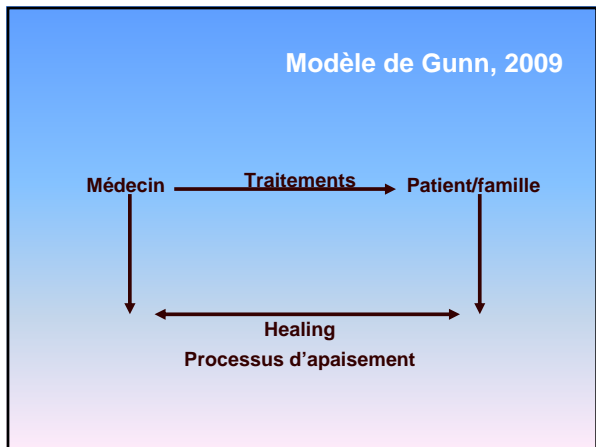 Modèle de Gunn, 2009
Médecin Traitements Patient/famille
Healing
Processus d'apaisement